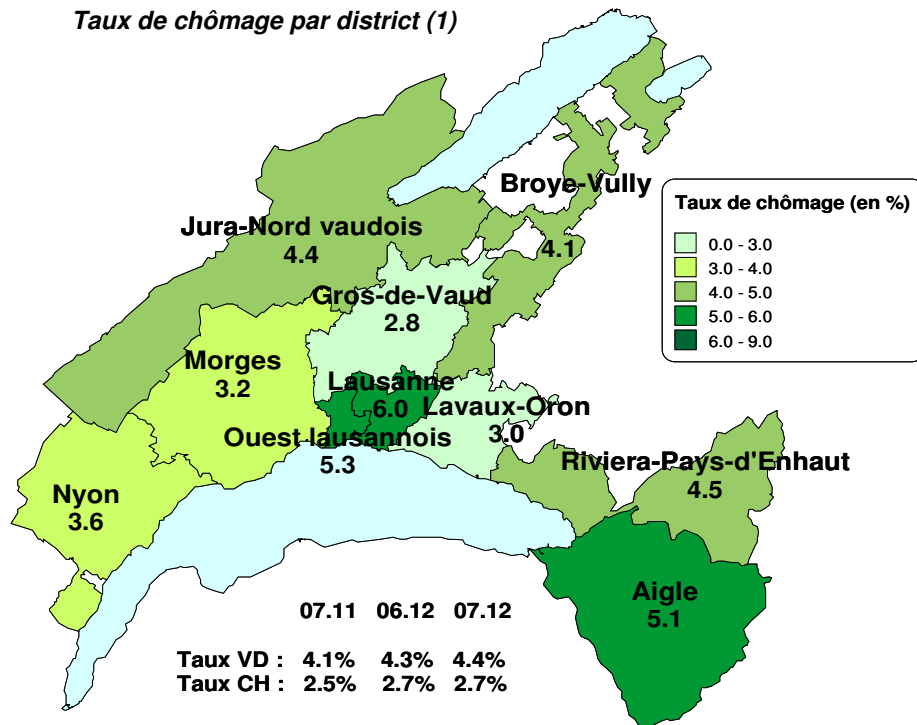 Taux de chômage par district (1)
Broye-Vully
4.1
Taux de chômage (en %)
0.0 - 3.0
3.0 - 4.0
4.0 - 5.0
5.0 - 6.0
6.0 - 9.0
Jura-Nord vaudois
4.4
Gros-de-Vaud
2.8
Morges
3.2
Lausanne
6.0
Lavaux-Oron
3.0
Ouest lausannois
5.3
Riviera-Pays-d'Enhaut
4.5
Nyon
3.6
Aigle
5.1
07.11 06.12 07.12
Taux VD : 4.1% 4.3% 4.4%
Taux CH : 2.5% 2.7% 2.7%